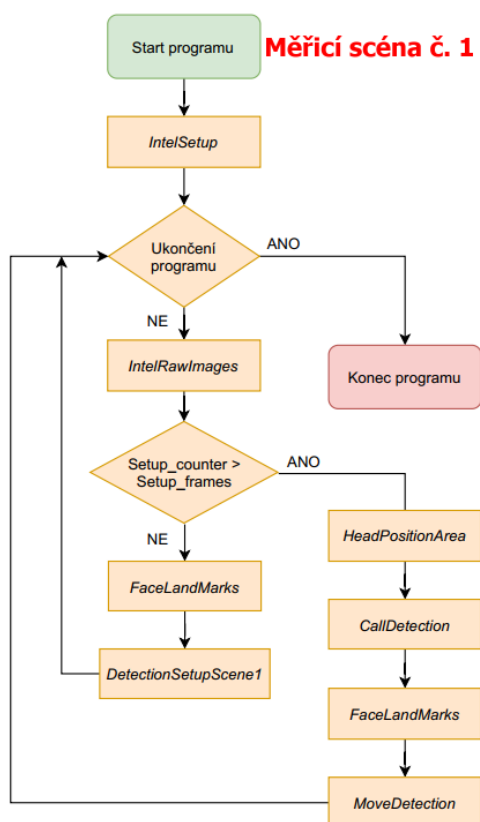 Start programu
Měřicí scéna č. 1
IntelSetup
Ukončení
programu
ANO
NE
IntelRawImages
Konec programu
Setup_counter >
Setup_frames
ANO
NE
HeadPositionArea
FaceLandMarks
CallDetection
DetectionSetupScene1
FaceLandMarks
MoveDetection